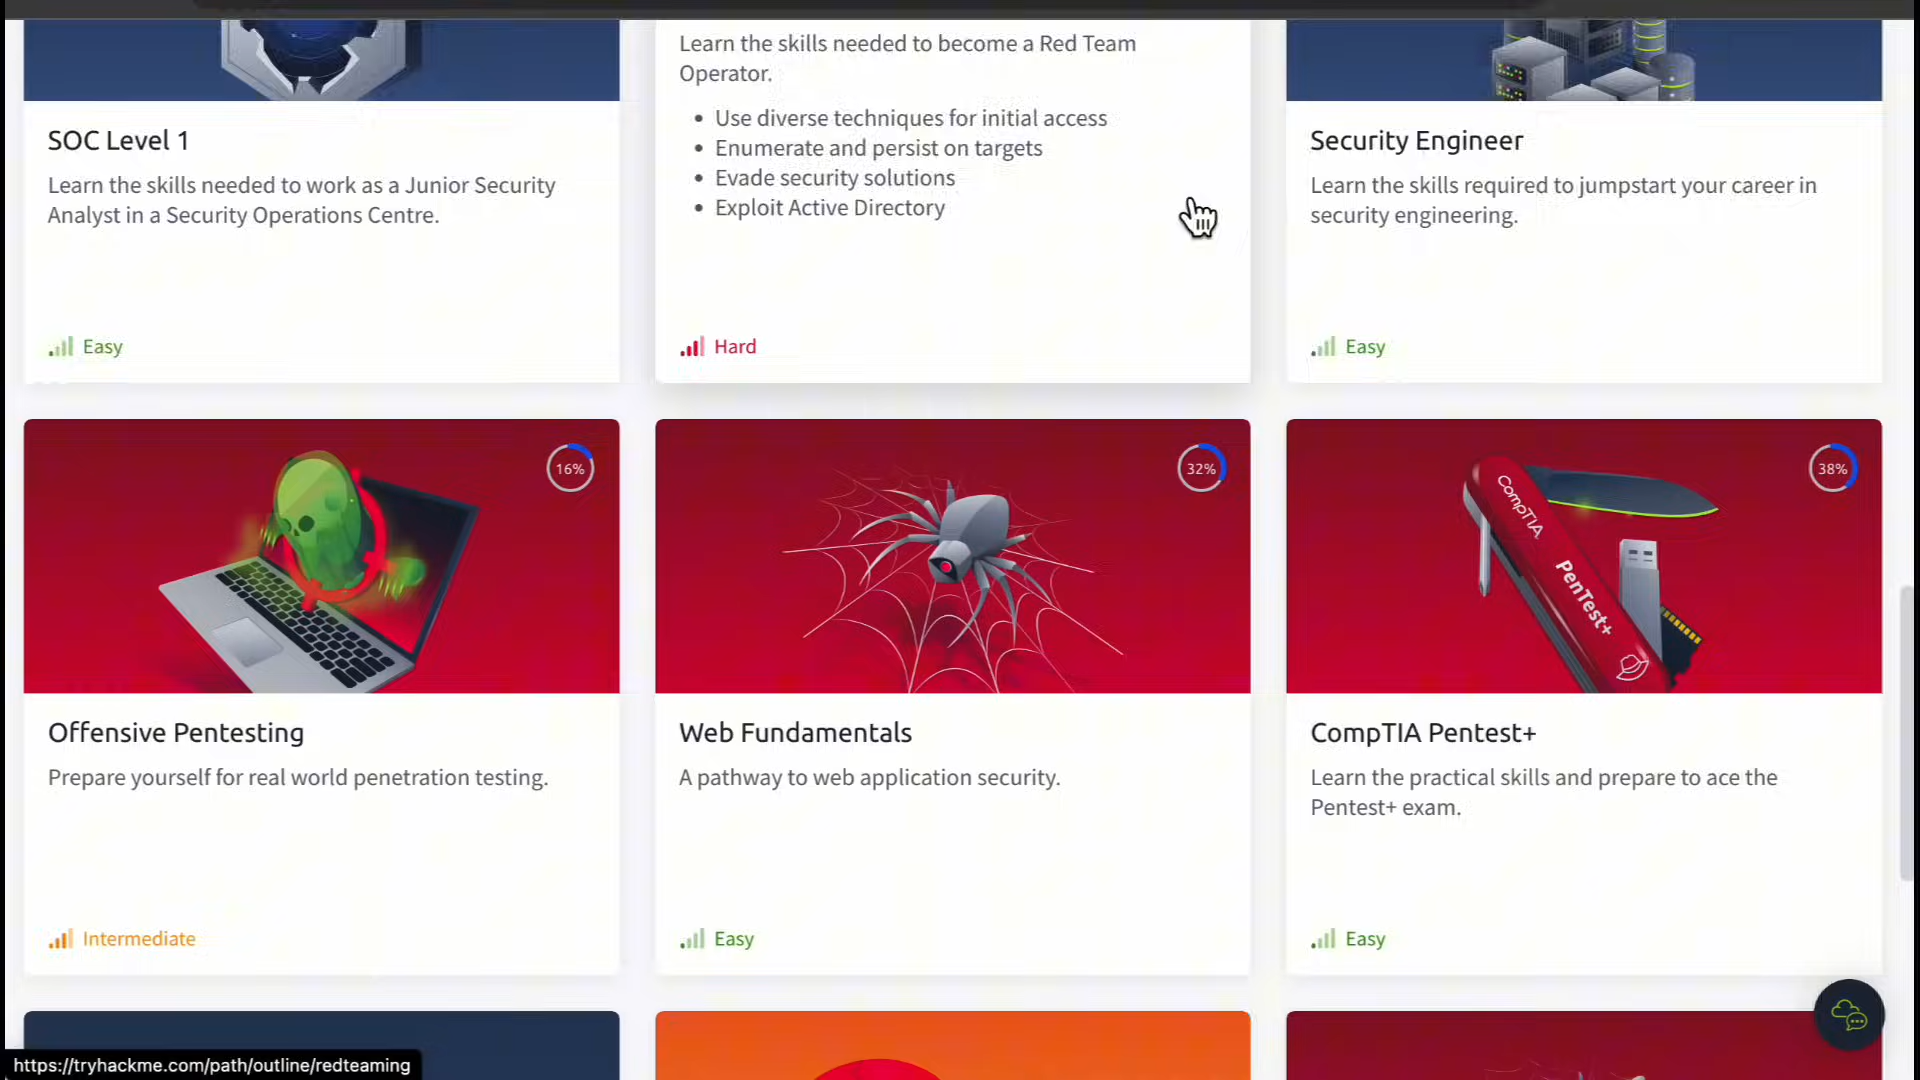 Learn the skills needed to become a Red Team
Operator.
Use diverse techniques for initial access
Enumerate and persist on targets
Evade security solutions
Exploit Active Directory
Hard
SOC Level 1
Learn the skills needed to work as a Junior Security
Analyst in a Security Operations Centre.
Easy
Security Engineer
Learn the skills required to jumpstart your career in
security engineering.
Easy
16%
Offensive Pentesting
Prepare yourself for real world penetration testing.
Intermediate
32%
Web Fundamentals
A pathway to web application security.
Easy
38%
CompTIA
PenTest+
CompTIA Pentest+
Learn the practical skills and prepare to ace the
Pentest+ exam.
Easy
https://tryhackme.com/path/outline/redteaming